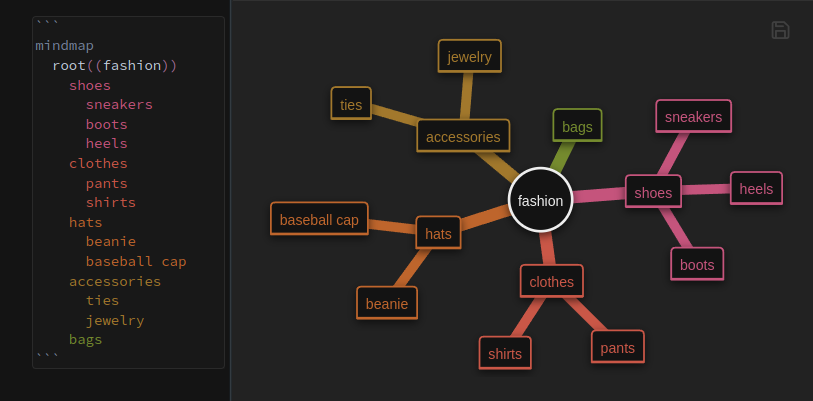 ```
mindmap
  root((fashion))
    shoes
      sneakers
      boots
      heels
    clothes
      pants
      shirts
    hats
      beanie
      baseball cap
    accessories
      ties
      jewelry
    bags
```
jewelry
ties
accessories
bags
sneakers
shoes
heels
boots
fashion
baseball cap
hats
beanie
clothes
shirts
pants